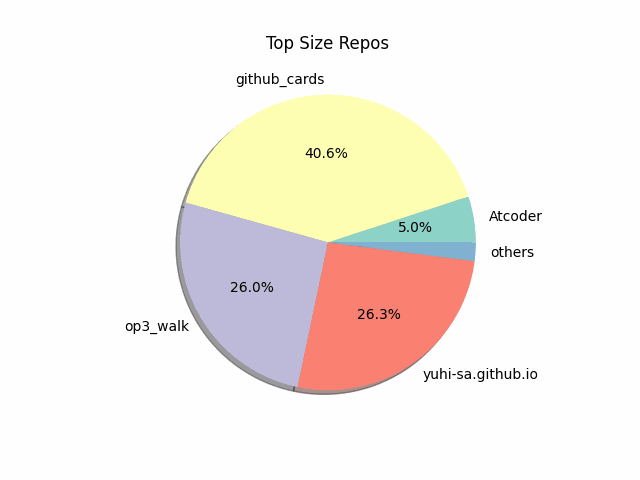 Top Size Repos
github_cards
40.6%
Atcoder
5.0%
others
26.0%
26.3%
op3_walk
yuhi-sa.github.io